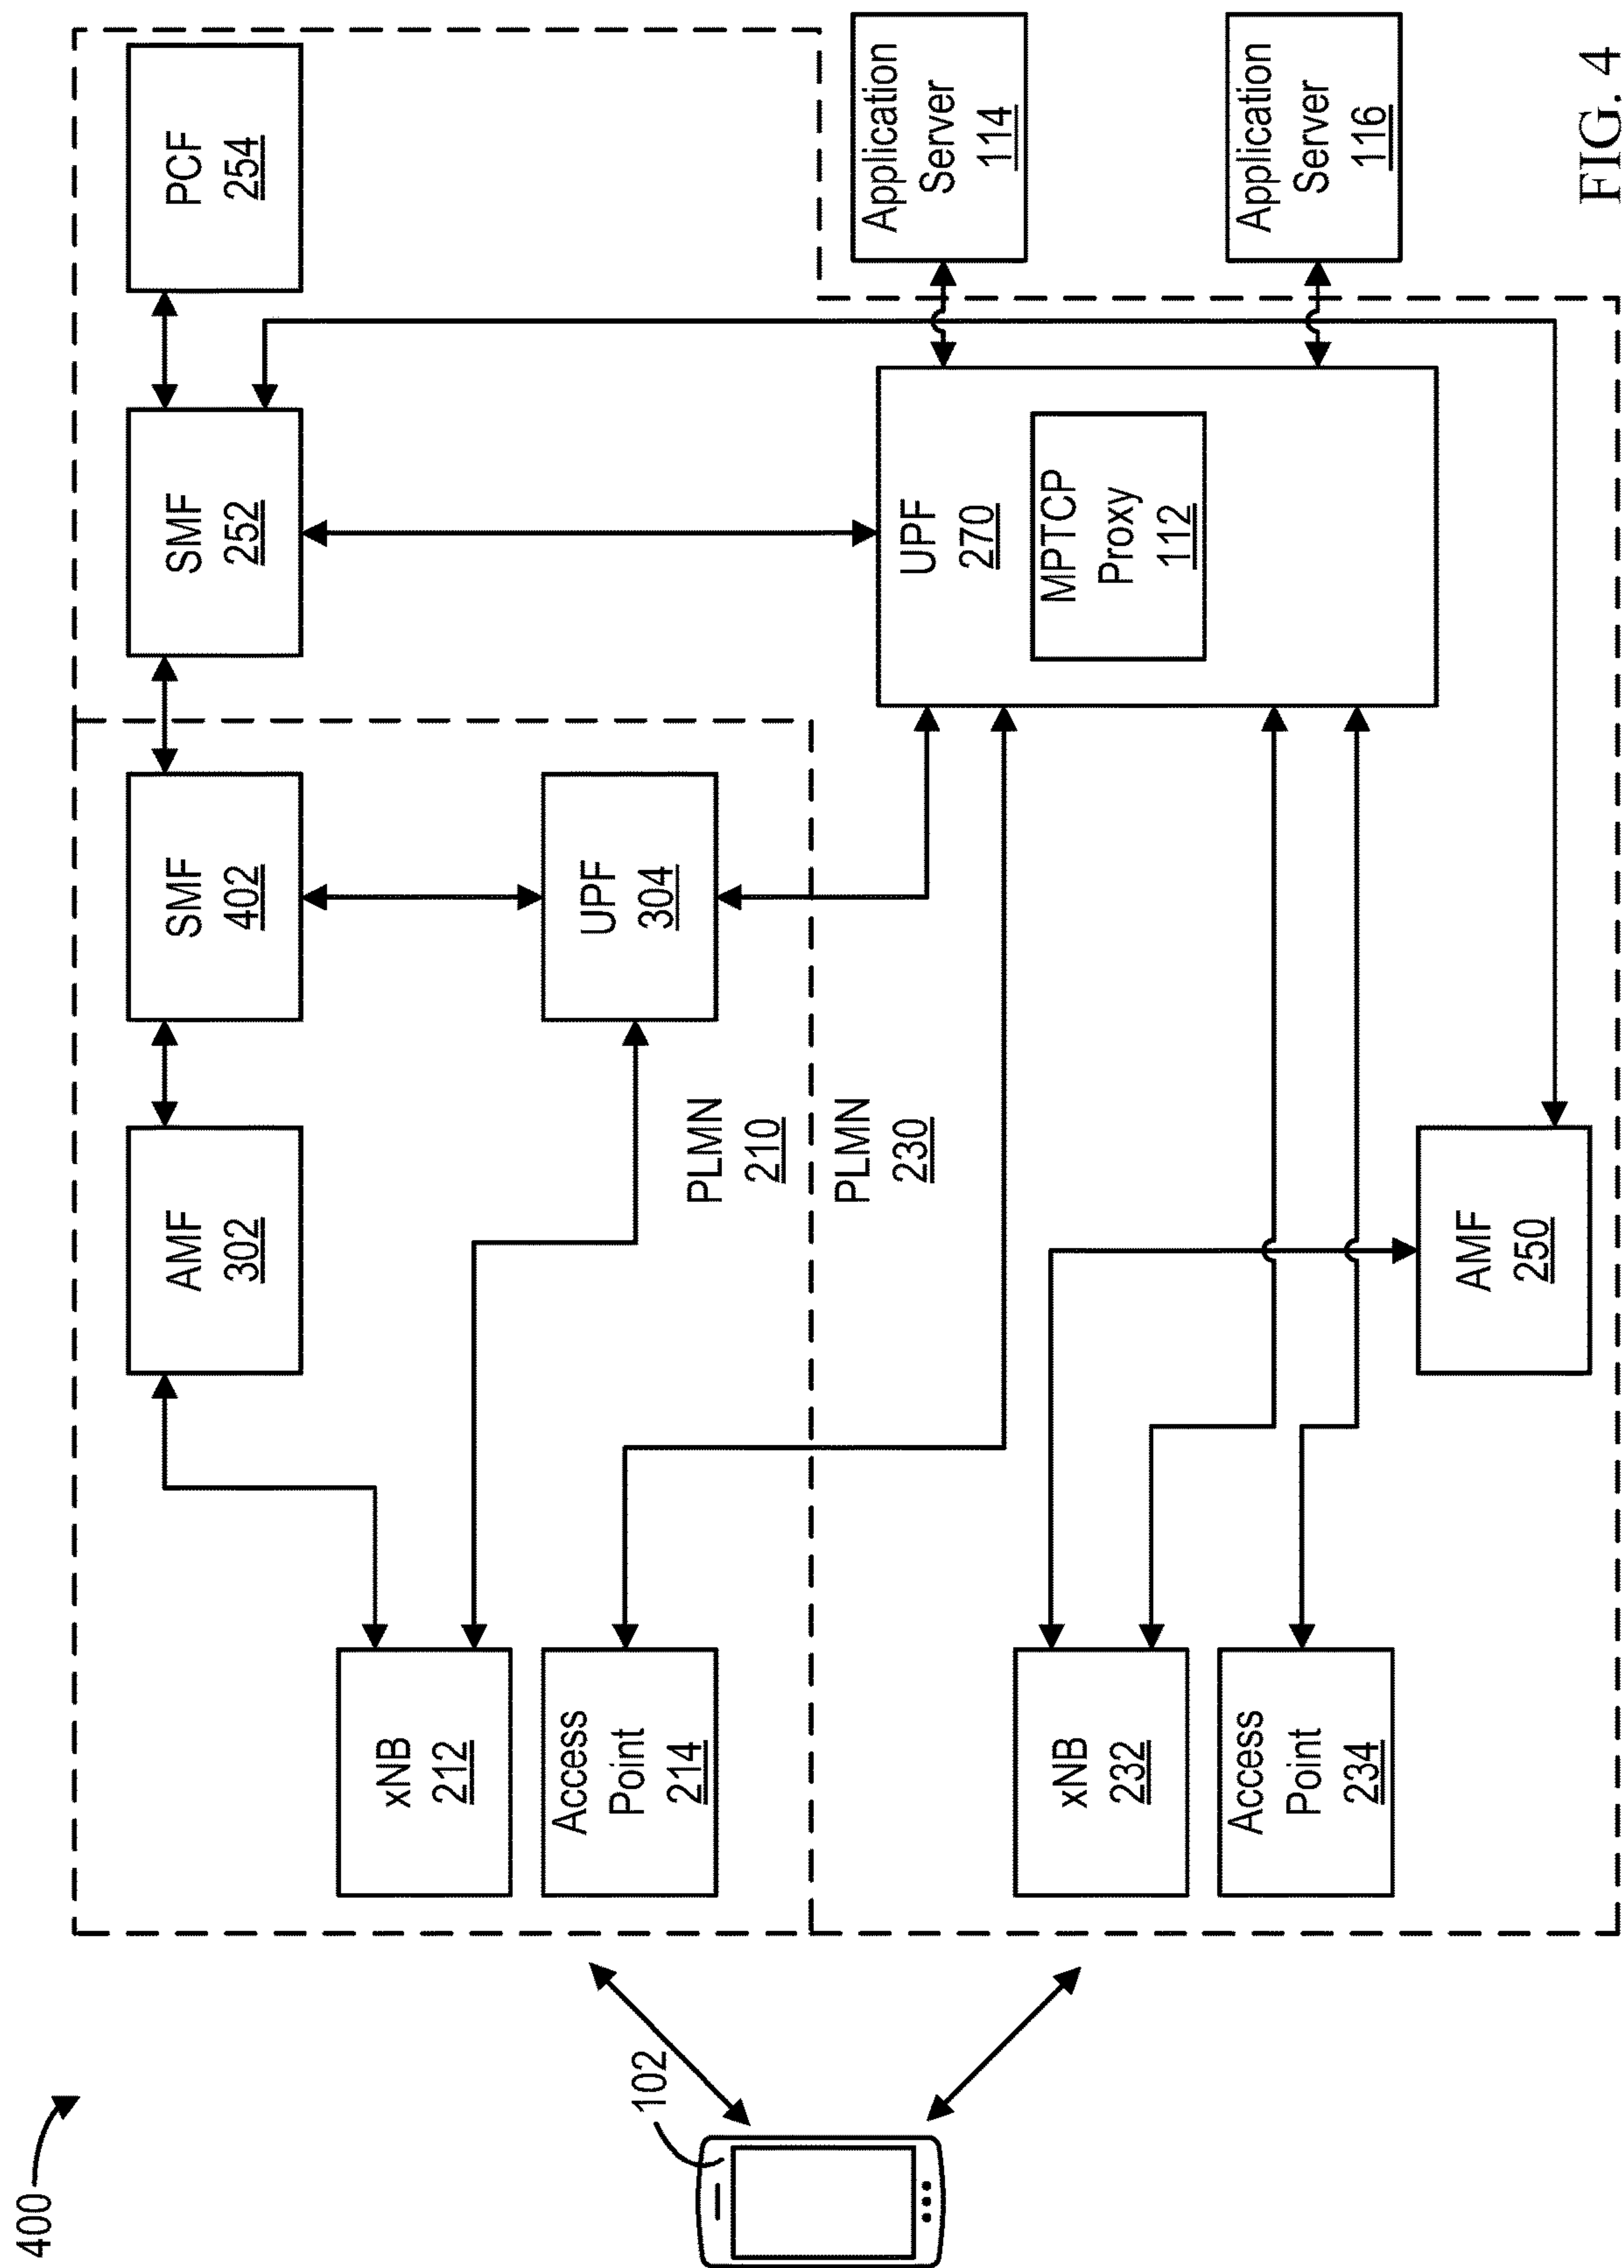 400
102
xNB
212
Access
Point
214
AMF
302
SMF
402
UPF
304
PLMN
210
SMF
252
PCF
254
PLMN
230
xNB
232
Access
Point
234
AMF
250
UPF
270
MPTCP
Proxy
112
Application
Server
114
Application
Server
116
FIG. 4